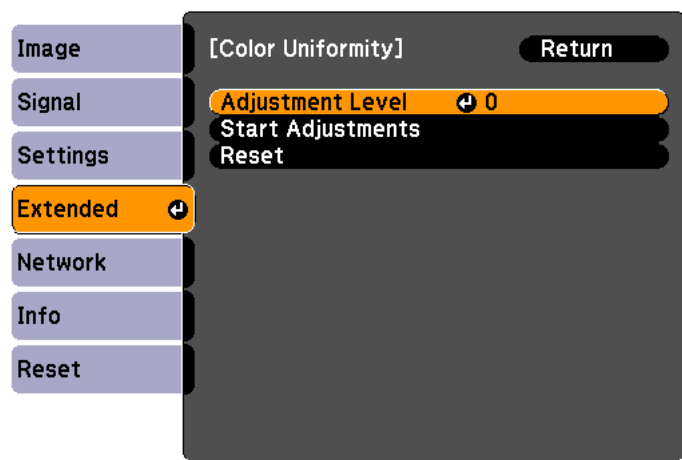 Image
Signal
Settings
Extended
Network
Info
Reset
[Color Uniformity] Return
Adjustment Level 0
Start Adjustments
Reset